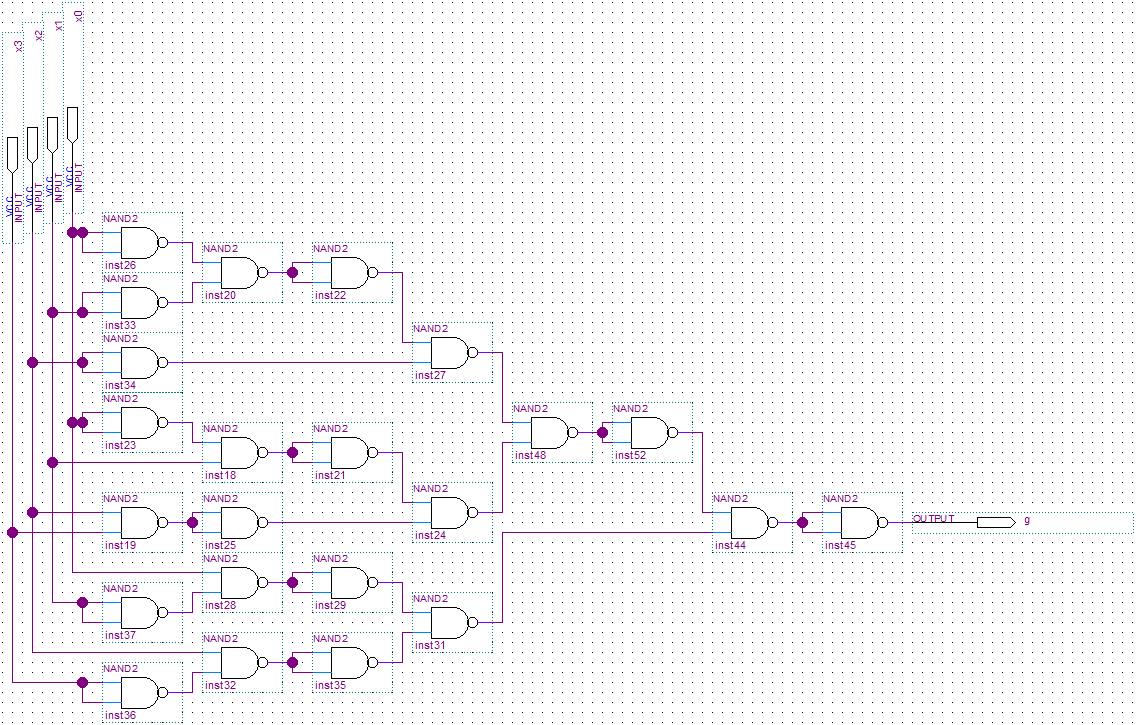 x3
x2
x1
x0
VCC
INPUT
VCC
INPUT
VCC
INPUT
VCC
INPUT
NAND2
inst26
NAND2
inst20
NAND2
inst22
NAND2
inst33
NAND2
inst34
NAND2
inst27
NAND2
inst23
NAND2
inst18
NAND2
inst21
NAND2
inst48
NAND2
inst52
NAND2
inst24
NAND2
inst19
NAND2
inst25
NAND2
inst44
NAND2
inst45
OUTPUT
g
NAND2
inst28
NAND2
inst29
NAND2
inst37
NAND2
inst31
NAND2
inst32
NAND2
inst35
NAND2
inst36